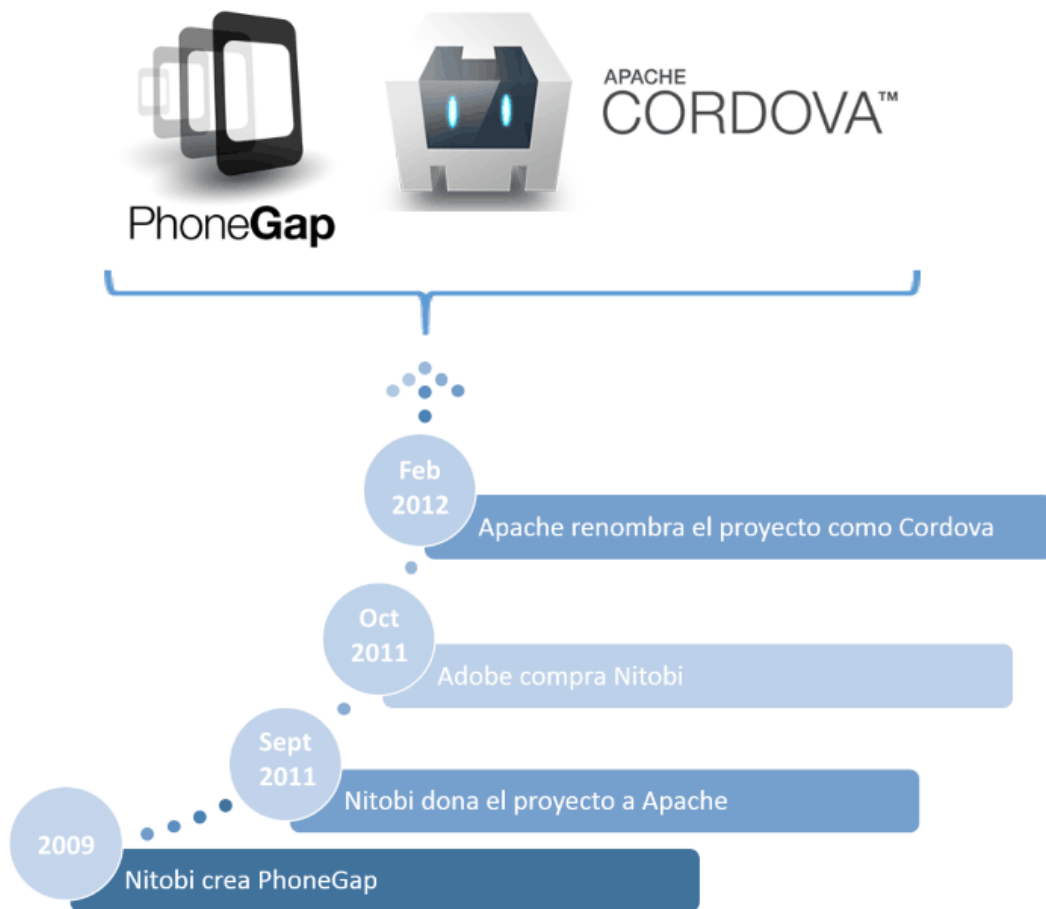 PhoneGap
APACHE
CORDOVA™
Feb
2012
Apache renombra el proyecto como Cordova
Oct
2011
Adobe compra Nitobi
Sept
2011
Nitobi dona el proyecto a Apache
2009
Nitobi crea PhoneGap